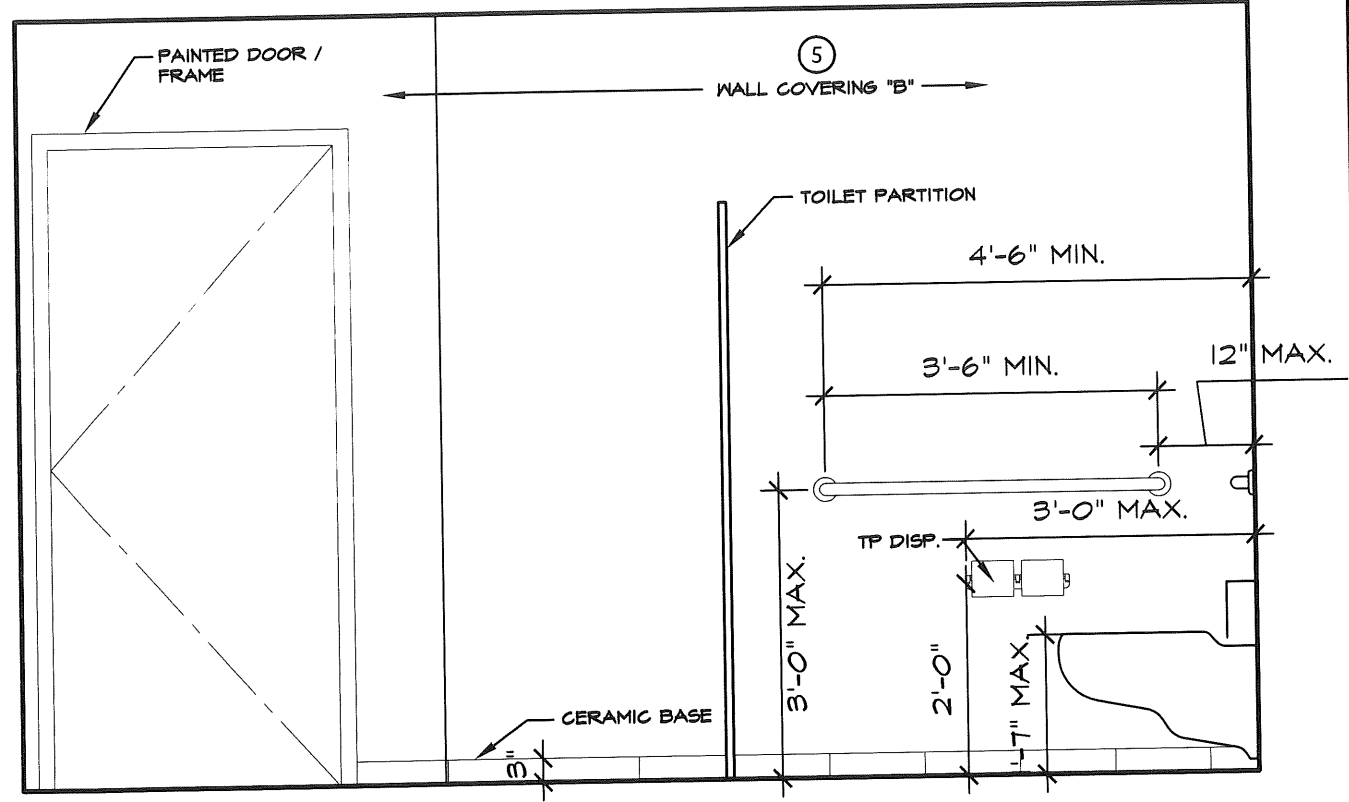 PAINTED DOOR /
FRAME
5
WALL COVERING "B"
TOILET PARTITION
4'-6" MIN.
3'-6" MIN.
12" MAX.
3'-0" MAX.
TP DISP.
3'-0" MAX.
2'-0"
1'-7" MAX.
CERAMIC BASE
3"